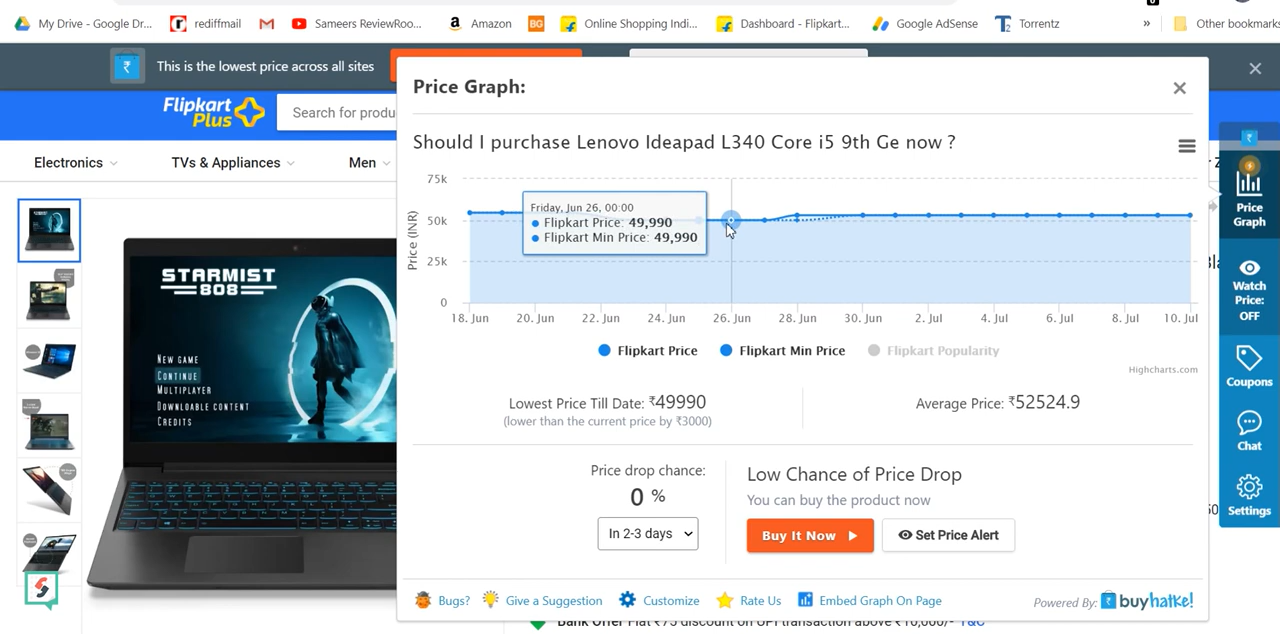 My Drive - Google Dr...
rediffmail
Sameers ReviewRoo...
Amazon
BG
Online Shopping Indi...
Dashboard - Flipkart...
Google AdSense
Torrentz
»
Other bookmarks
This is the lowest price across all sites
Flipkart
Plus
Search for produ
Electronics
TVs & Appliances
Men
Price Graph:
Should I purchase Lenovo Ideapad L340 Core i5 9th Ge now ?
Price (INR)
75k
50k
25k
0
Friday, Jun 26, 00:00
Flipkart Price: 49,990
Flipkart Min Price: 49,990
18. Jun 20. Jun 22. Jun 24. Jun 26. Jun 28. Jun 30. Jun 2. Jul 4. Jul 6. Jul 8. Jul 10. Jul
Flipkart Price Flipkart Min Price Flipkart Popularity
Highcharts.com
Lowest Price Till Date: ₹49990
(lower than the current price by ₹3000)
Average Price: ₹52524.9
Price drop chance:
0 %
In 2-3 days
Low Chance of Price Drop
You can buy the product now
Buy It Now
Set Price Alert
Bugs? Give a Suggestion Customize Rate Us Embed Graph On Page
Powered By: buyhatke!
Bank Offer Flat ₹75 discount on UPI transaction above ₹10,000/- T&C
STARMIST
808
NEW GAME
CONTINUE
MULTIPLAYER
DOWNLOADABLE CONTENT
CREDITS
Price
Graph
Watch
Price:
OFF
Coupons
Chat
Settings